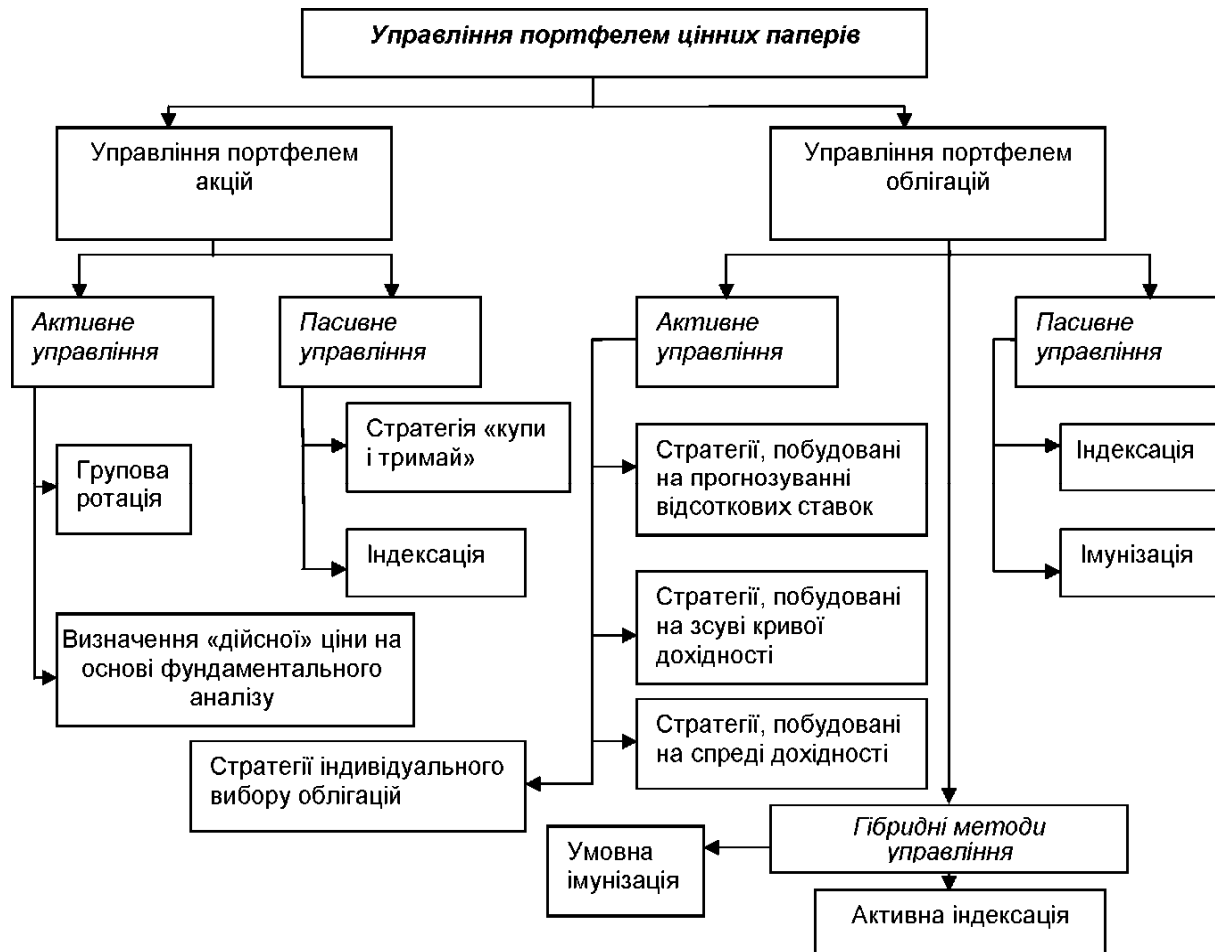 Управління портфелем цінних паперів
Управління портфелем
акцій
Управління портфелем
облігацій
Активне
управління
Пасивне
управління
Активне
управління
Пасивне
управління
Групова
ротація
Визначення «дійсної» ціни на
основі фундаментального
аналізу
Стратегія «купи
і тримай»
Індексація
Стратегії, побудовані
на прогнозуванні
відсоткових ставок
Стратегії, побудовані
на зсуві кривої
дохідності
Стратегії, побудовані
на спреді дохідності
Стратегії індивідуального
вибору облігацій
Індексація
Імунізація
Гібридні методи
управління
Умовна
імунізація
Активна індексація